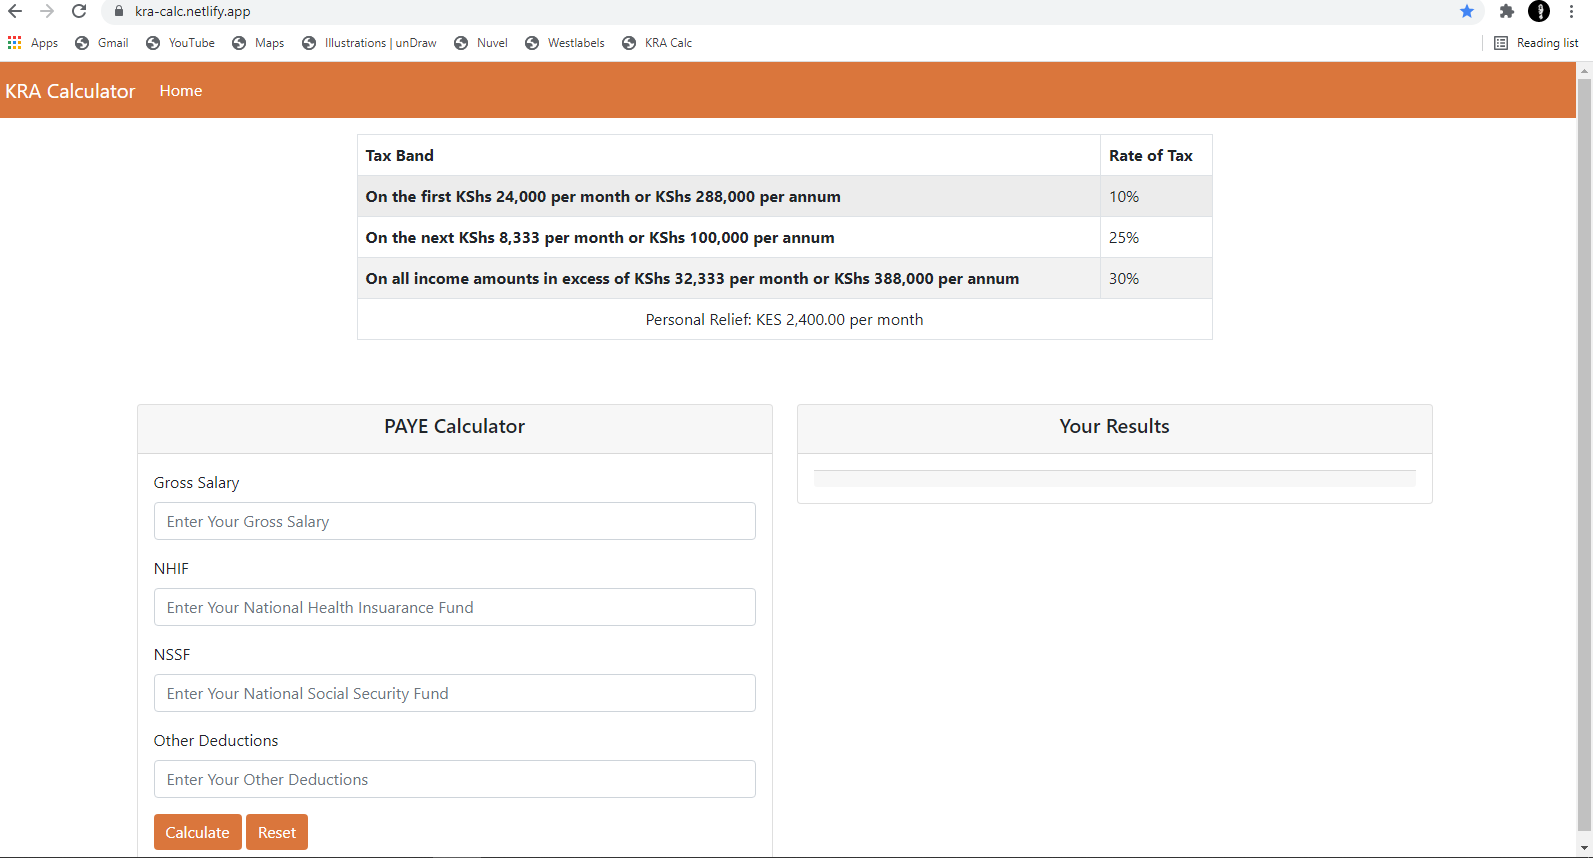 kra-calc.netlify.app
Apps Gmail YouTube Maps Illustrations | unDraw Nuvel Westlabels KRA Calc Reading list
KRA Calculator Home
Tax Band Rate of Tax
On the first KShs 24,000 per month or KShs 288,000 per annum 10%
On the next KShs 8,333 per month or KShs 100,000 per annum 25%
On all income amounts in excess of KShs 32,333 per month or KShs 388,000 per annum 30%
Personal Relief: KES 2,400.00 per month
PAYE Calculator
Gross Salary
Enter Your Gross Salary
NHIF
Enter Your National Health Insuarance Fund
NSSF
Enter Your National Social Security Fund
Other Deductions
Enter Your Other Deductions
Calculate Reset
Your Results